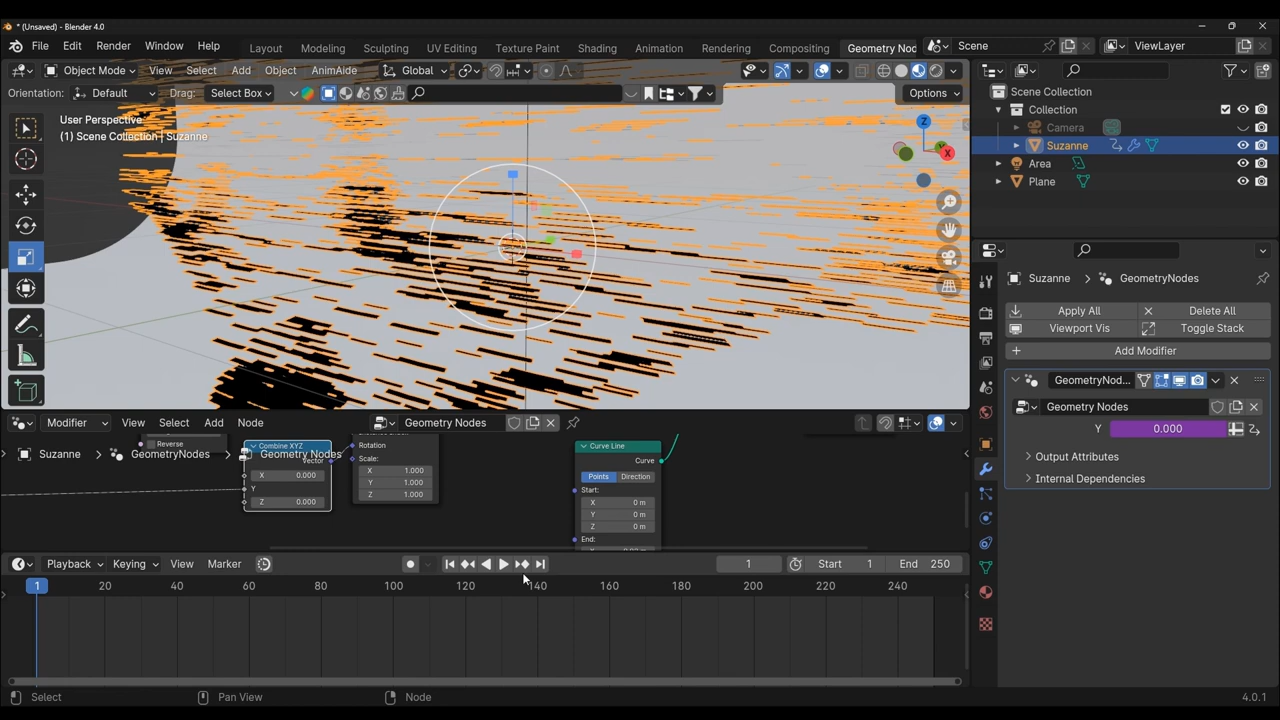 * (Unsaved) - Blender 4.0
File Edit Render Window Help Layout Modeling Sculpting UV Editing Texture Paint Shading Animation Rendering Compositing Geometry Nod Scene ViewLayer
Object Mode View Select Add Object AnimAide Global
Orientation: Default Drag: Select Box Options
User Perspective
(1) Scene Collection | Suzanne
Z
X
Scene Collection
Collection
Camera
Suzanne
Area
Plane
Suzanne > GeometryNodes
Apply All Delete All
Viewport Vis Toggle Stack
Add Modifier
GeometryNod...
Geometry Nodes
Y 0.000
Output Attributes
Internal Dependencies
Modifier View Select Add Node Geometry Nodes
Suzanne > GeometryNodes > Geometry Nodes
Reverse
Combine XYZ
Vector
X 0.000
Y
Z 0.000
Rotation
Scale:
X 1.000
Y 1.000
Z 1.000
Curve Line
Curve
Points Direction
Start:
X 0 m
Y 0 m
Z 0 m
End:
Playback Keying View Marker 1 Start 1 End 250
1 20 40 60 80 100 120 140 160 180 200 220 240
Select Pan View Node 4.0.1